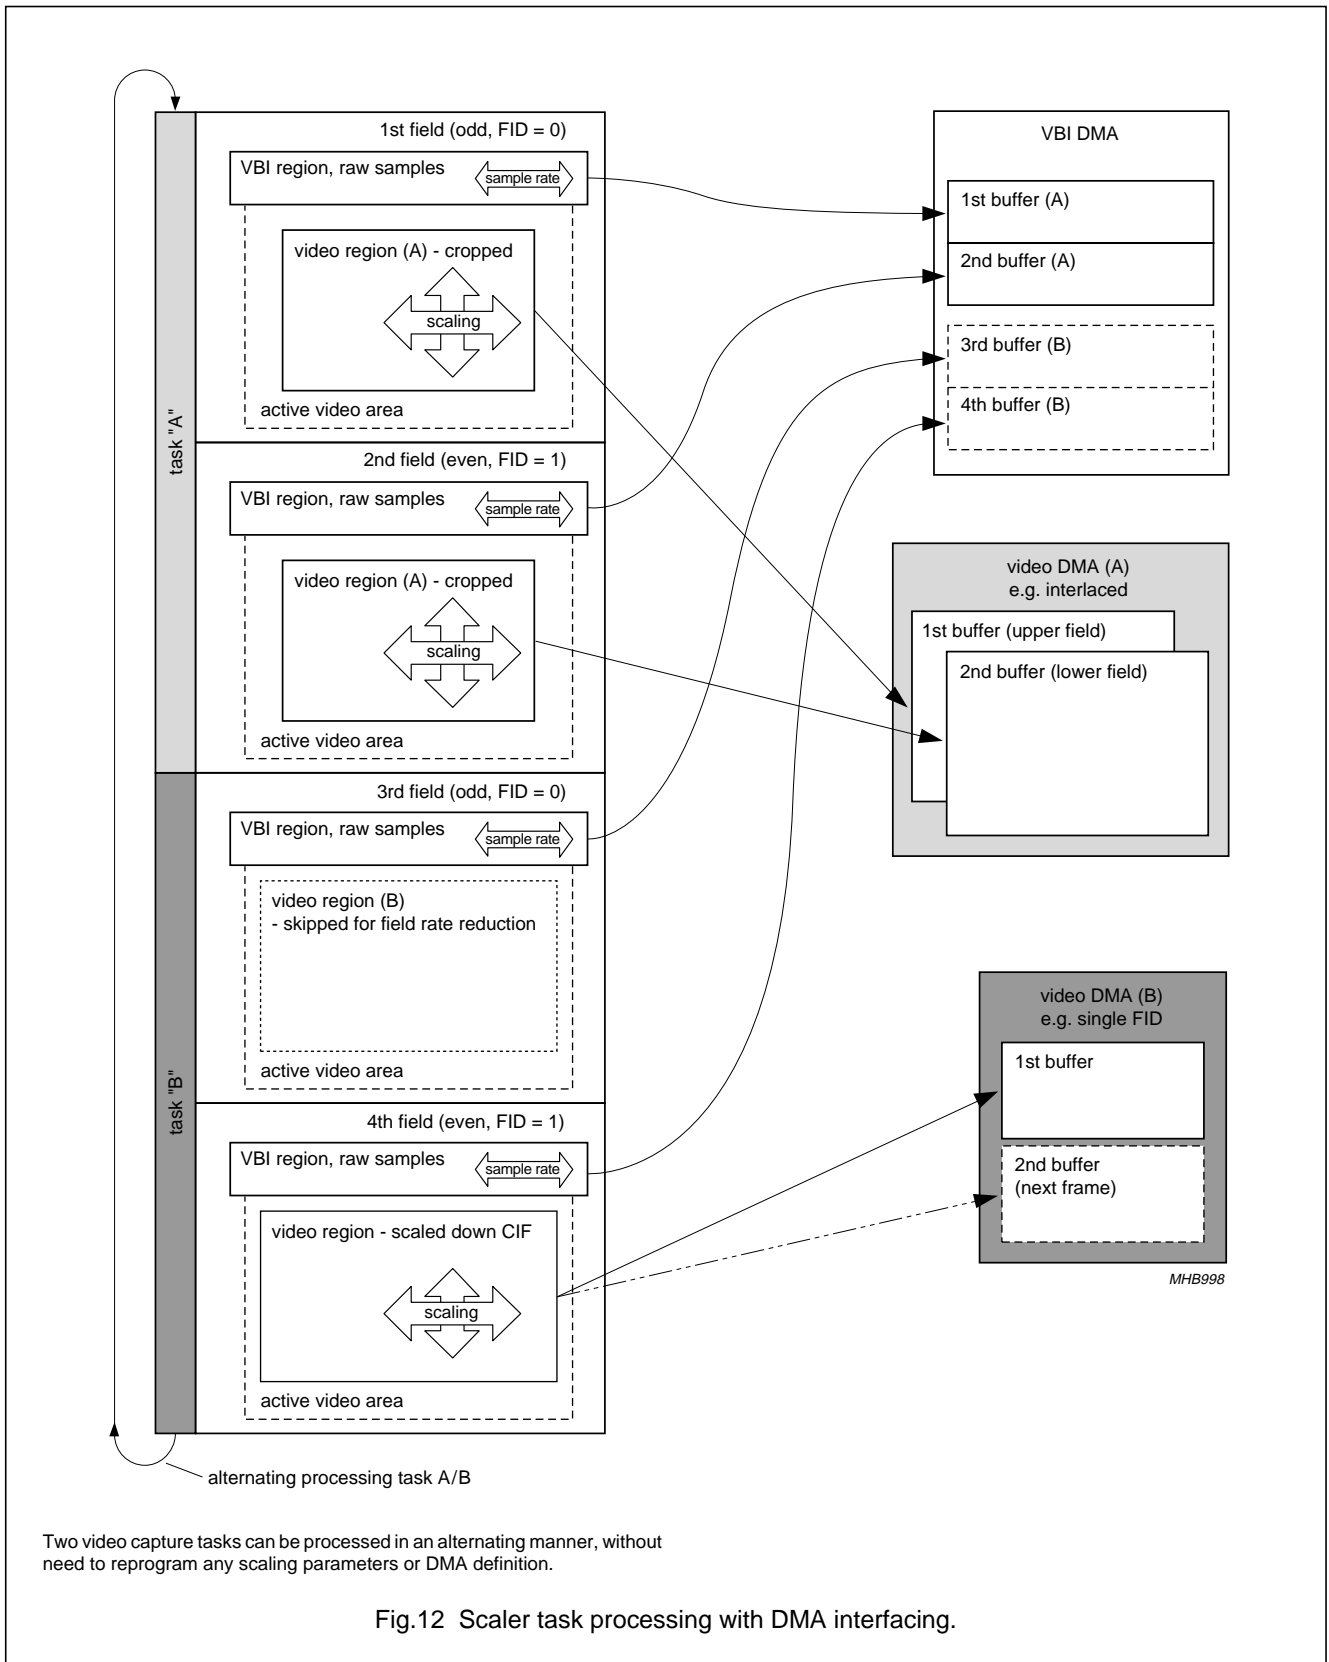 1st field (odd, FID = 0)
VBI region, raw samples
sample rate
video region (A) - cropped
scaling
active video area
task "A"
2nd field (even, FID = 1)
VBI region, raw samples
sample rate
video region (A) - cropped
scaling
active video area
3rd field (odd, FID = 0)
VBI region, raw samples
sample rate
video region (B)
- skipped for field rate reduction
active video area
task "B"
4th field (even, FID = 1)
VBI region, raw samples
sample rate
video region - scaled down CIF
scaling
active video area
alternating processing task A/B
VBI DMA
1st buffer (A)
2nd buffer (A)
3rd buffer (B)
4th buffer (B)
video DMA (A)
e.g. interlaced
1st buffer (upper field)
2nd buffer (lower field)
video DMA (B)
e.g. single FID
1st buffer
2nd buffer
(next frame)
MHB998
Two video capture tasks can be processed in an alternating manner, without
need to reprogram any scaling parameters or DMA definition.
Fig.12 Scaler task processing with DMA interfacing.